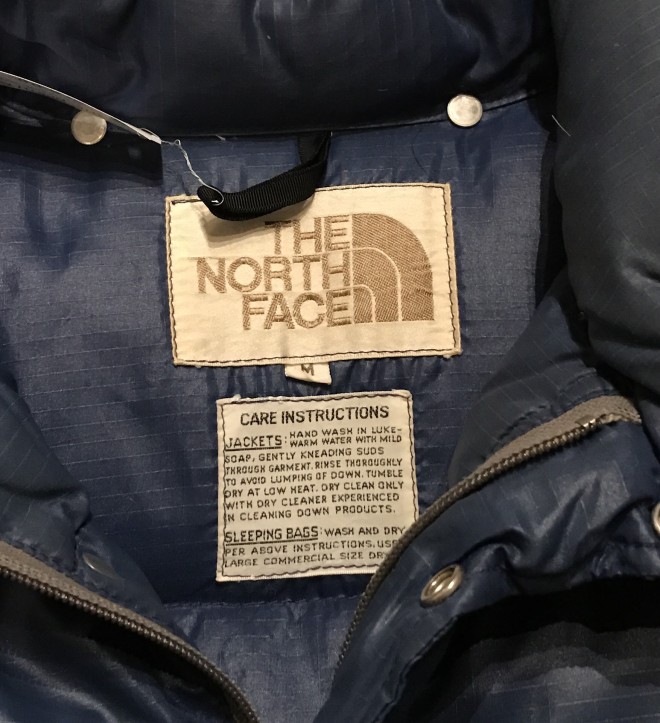 THE
NORTH
FACE
M
CARE INSTRUCTIONS
JACKETS: HAND WASH IN LUKE-
WARM WATER WITH MILD
SOAP, GENTLY KNEADING SUDS
THROUGH GARMENT. RINSE THOROUGHLY
TO AVOID LUMPING OF DOWN. TUMBLE
DRY AT LOW HEAT. DRY CLEAN ONLY
WITH DRY CLEANER EXPERIENCED
IN CLEANING DOWN PRODUCTS.
SLEEPING BAGS: WASH AND DRY
PER ABOVE INSTRUCTIONS. USE
LARGE COMMERCIAL SIZE